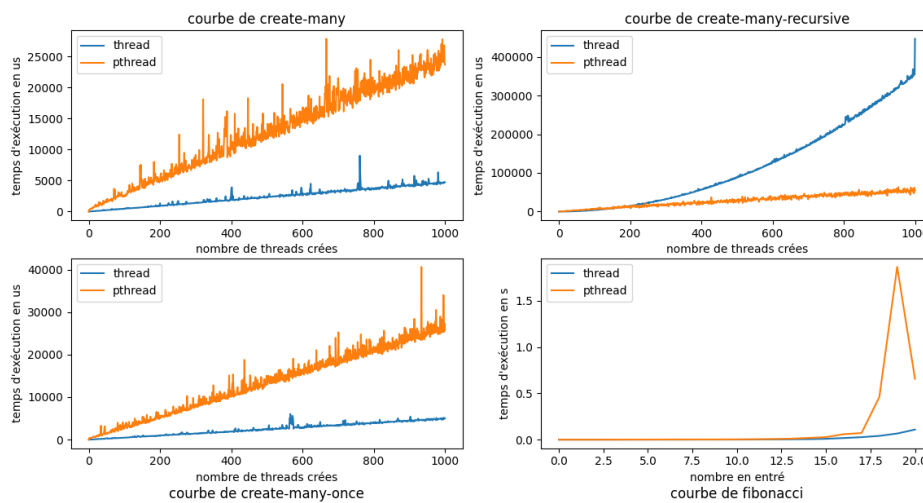 courbe de create-many
thread
pthread
temps d'exécution en us
25000
20000
15000
10000
5000
0
0 200 400 600 800 1000
nombre de threads crées
courbe de create-many-recursive
thread
pthread
temps d'exécution en us
400000
300000
200000
100000
0
0 200 400 600 800 1000
nombre de threads crées
thread
pthread
temps d'exécution en us
40000
30000
20000
10000
0
0 200 400 600 800 1000
nombre de threads crées
courbe de create-many-once
thread
pthread
temps d'exécution en s
1.5
1.0
0.5
0.0
0.0 2.5 5.0 7.5 10.0 12.5 15.0 17.5 20.0
nombre en entré
courbe de fibonacci